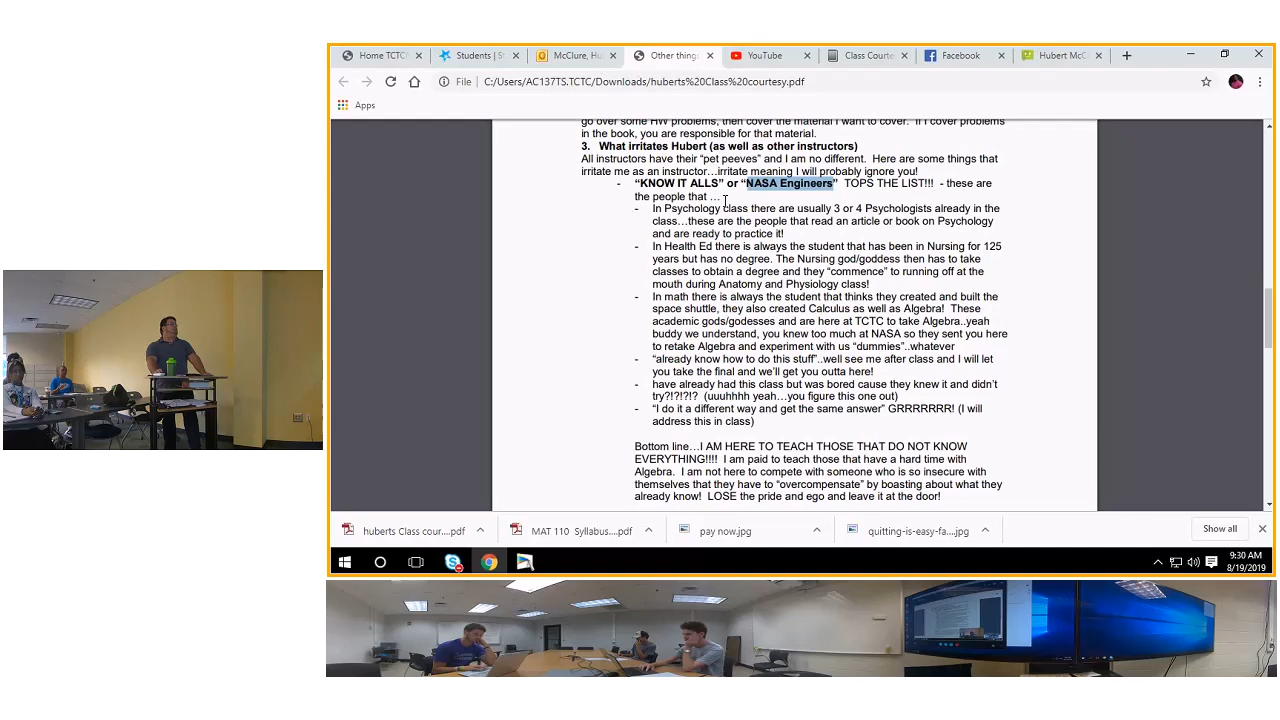 Home TCTC/
Students | St
McClure, Hu
Other thing
YouTube
Class Courte
Facebook
Hubert McCl
File
C:/Users/AC137TS.TCTC/Downloads/huberts%20Class%20courtesy.pdf
Apps
go over some HW problems, then cover the material I want to cover. If I cover problems
in the book, you are responsible for that material.
3. What irritates Hubert (as well as other instructors)
All instructors have their “pet peeves” and I am no different. Here are some things that
irritate me as an instructor…irritate meaning I will probably ignore you!
- “KNOW IT ALLS” or “NASA Engineers” TOPS THE LIST!!! - these are
the people that …
- In Psychology class there are usually 3 or 4 Psychologists already in the
class…these are the people that read an article or book on Psychology
and are ready to practice it!
- In Health Ed there is always the student that has been in Nursing for 125
years but has no degree. The Nursing god/goddess then has to take
classes to obtain a degree and they “commence” to running off at the
mouth during Anatomy and Physiology class!
- In math there is always the student that thinks they created and built the
space shuttle, they also created Calculus as well as Algebra! These
academic gods/godesses and are here at TCTC to take Algebra..yeah
buddy we understand, you knew too much at NASA so they sent you here
to retake Algebra and experiment with us “dummies”..whatever
- “already know how to do this stuff”..well see me after class and I will let
you take the final and we’ll get you outta here!
- have already had this class but was bored cause they knew it and didn’t
try?!?!?!? (uuuhhhh yeah…you figure this one out)
- “I do it a different way and get the same answer” GRRRRRRR! (I will
address this in class)
Bottom line…I AM HERE TO TEACH THOSE THAT DO NOT KNOW
EVERYTHING!!!! I am paid to teach those that have a hard time with
Algebra. I am not here to compete with someone who is so insecure with
themselves that they have to “overcompensate” by boasting about what they
already know! LOSE the pride and ego and leave it at the door!
huberts Class cour....pdf
MAT 110 Syllabus....pdf
pay now.jpg
quitting-is-easy-fa....jpg
Show all
9:30 AM
8/19/2019